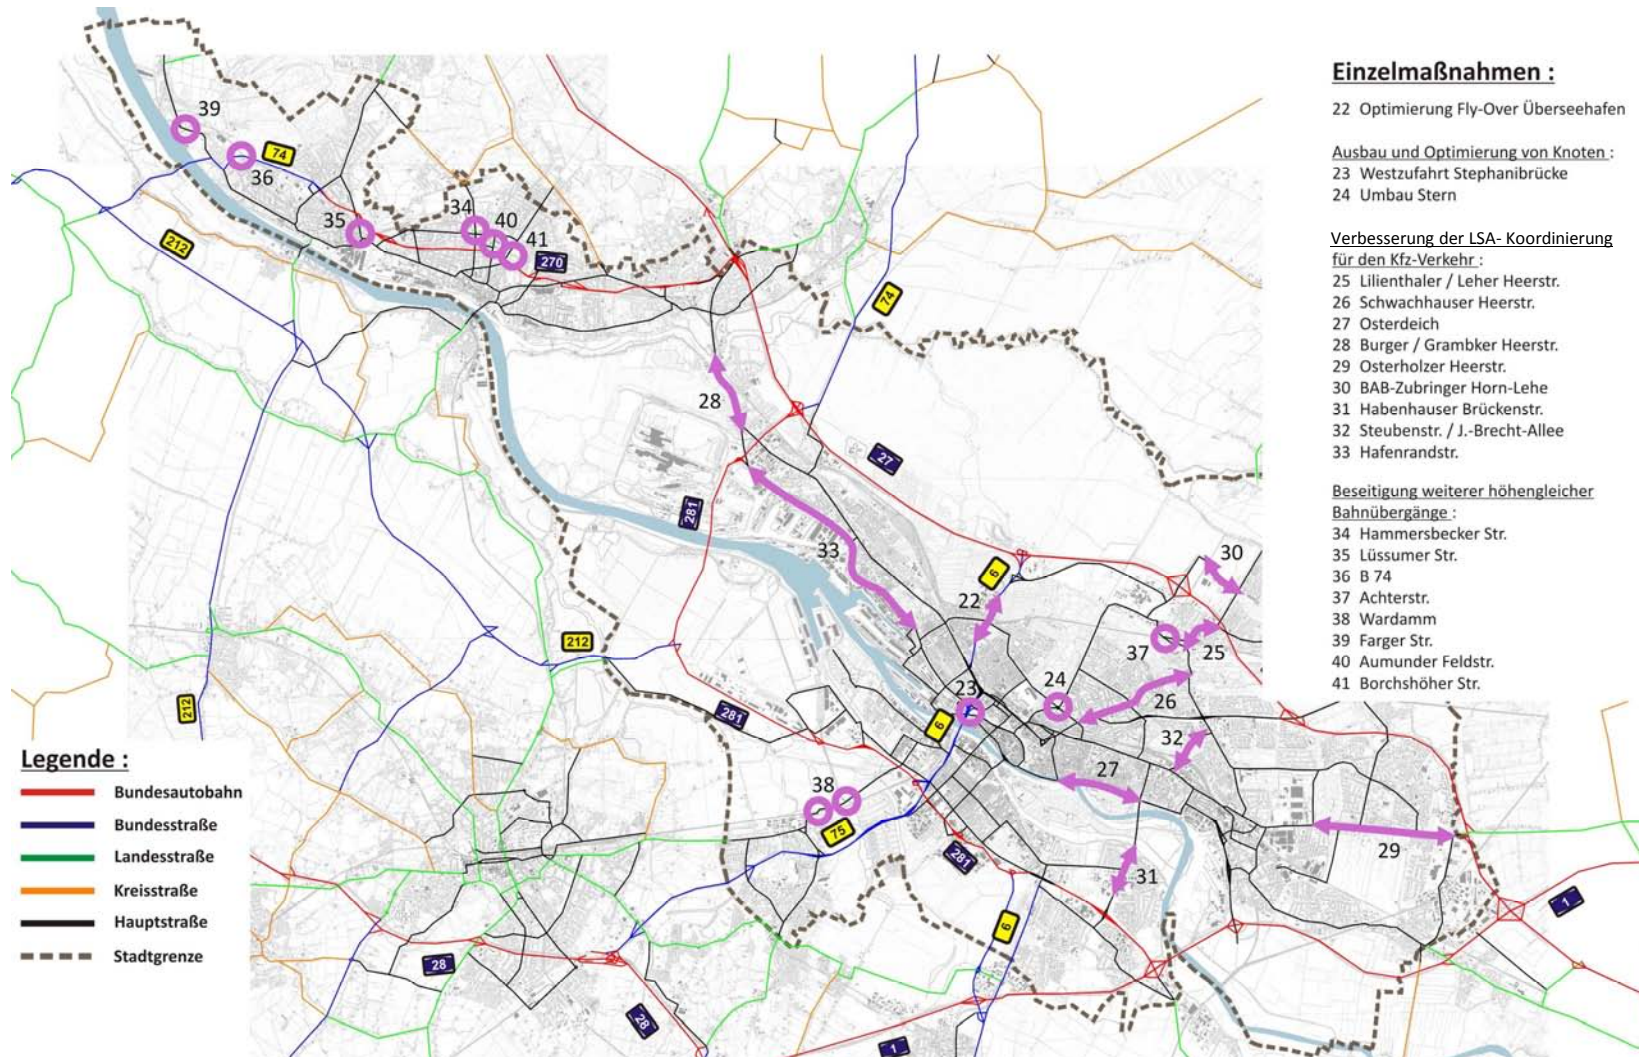 Einzelmaßnahmen :
22 Optimierung Fly-Over Überseehafen
Ausbau und Optimierung von Knoten :
23 Westzufahrt Stephanibrücke
24 Umbau Stern
Verbesserung der LSA- Koordinierung
für den Kfz-Verkehr :
25 Lilienthaler / Leher Heerstr.
26 Schwachhauser Heerstr.
27 Osterdeich
28 Burger / Grambker Heerstr.
29 Osterholzer Heerstr.
30 BAB-Zubringer Horn-Lehe
31 Habenhauser Brückenstr.
32 Steubenstr. / J.-Brecht-Allee
33 Hafenrandstr.
Beseitigung weiterer höhengleicher
Bahnübergänge :
34 Hammersbecker Str.
35 Lüssumer Str.
36 B 74
37 Achterstr.
38 Wardamm
39 Farger Str.
40 Aumunder Feldstr.
41 Borchshöher Str.
39
74
36
35
34
40
41
270
212
74
28
27
281
33
6
22
30
37
25
212
24
23
26
212
281
6
32
27
38
75
281
29
31
6
1
28
28
1
Legende :
Bundesautobahn
Bundesstraße
Landesstraße
Kreisstraße
Hauptstraße
Stadtgrenze